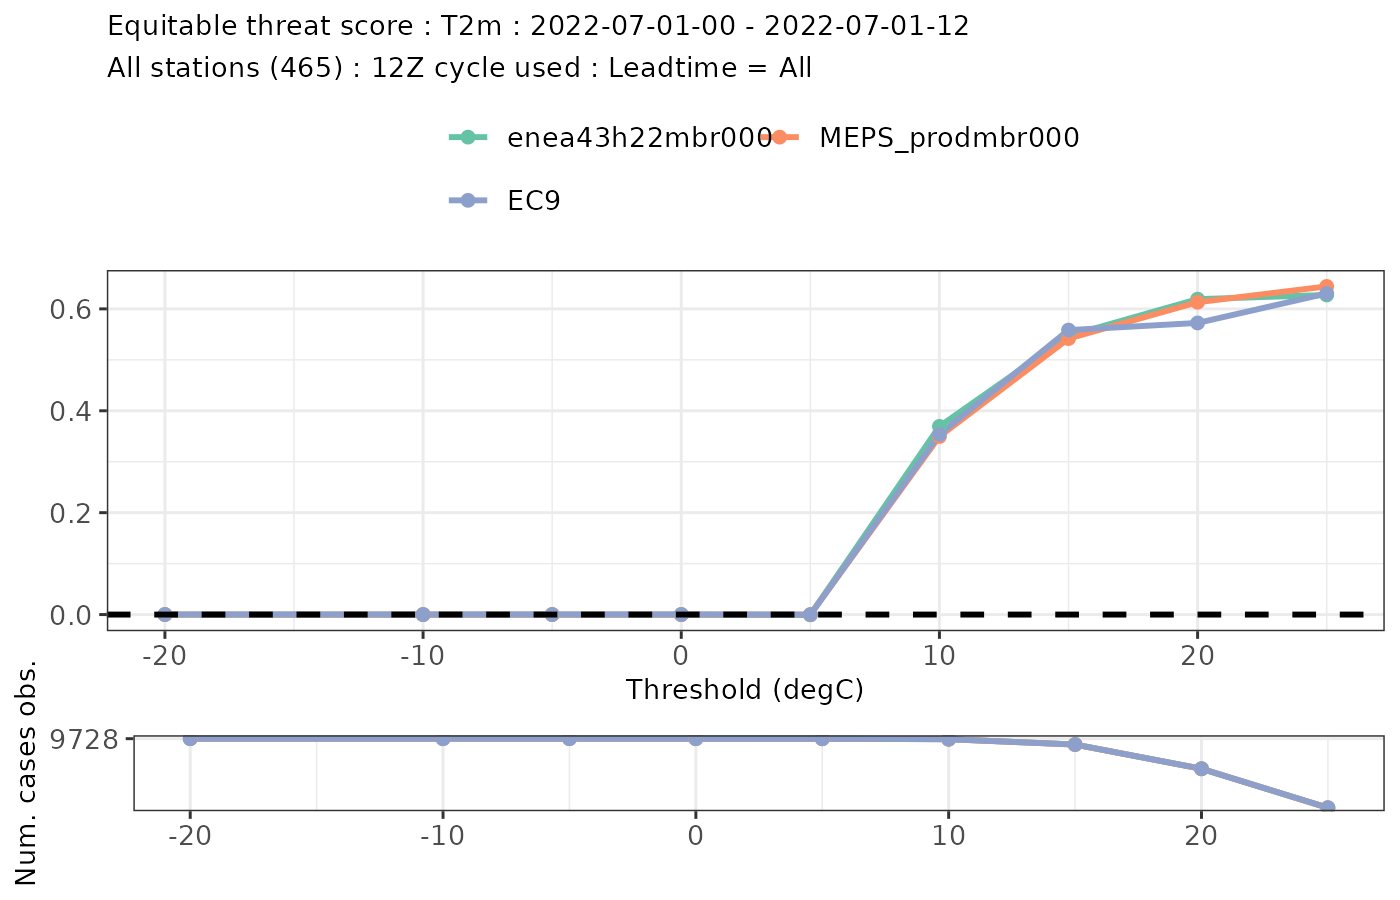 Equitable threat score : T2m : 2022-07-01-00 - 2022-07-01-12
All stations (465) : 12Z cycle used : Leadtime = All
enea43h22mbr000 MEPS_prodmbr000
EC9
0.6
0.4
0.2
0.0
-20 -10 0 10 20
Threshold (degC)
Num. cases obs.
9728
-20 -10 0 10 20